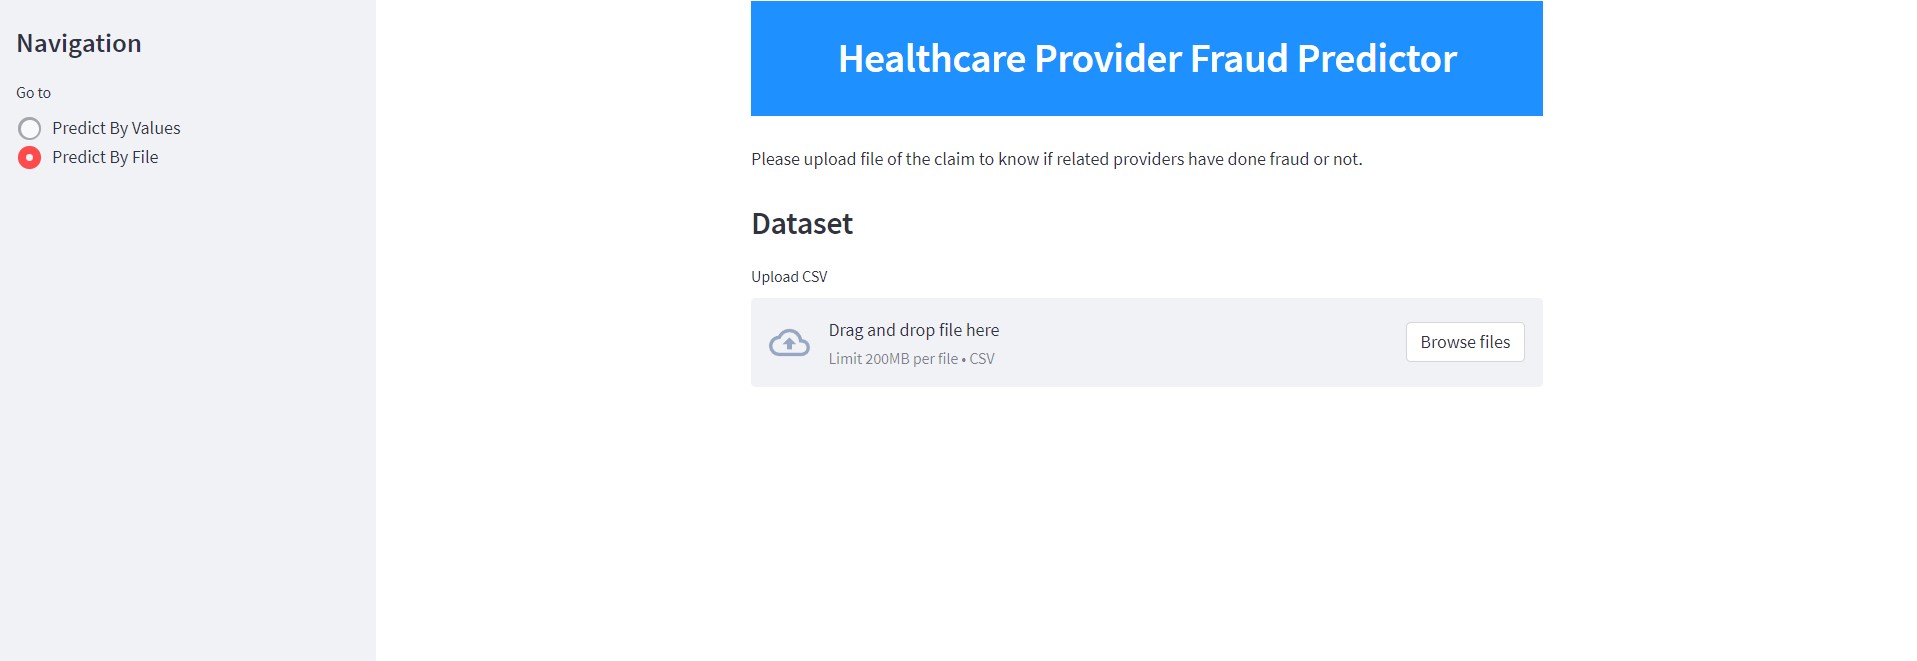 Navigation
Go to
Predict By Values
Predict By File
Healthcare Provider Fraud Predictor
Please upload file of the claim to know if related providers have done fraud or not.
Dataset
Upload CSV
Drag and drop file here
Limit 200MB per file • CSV
Browse files